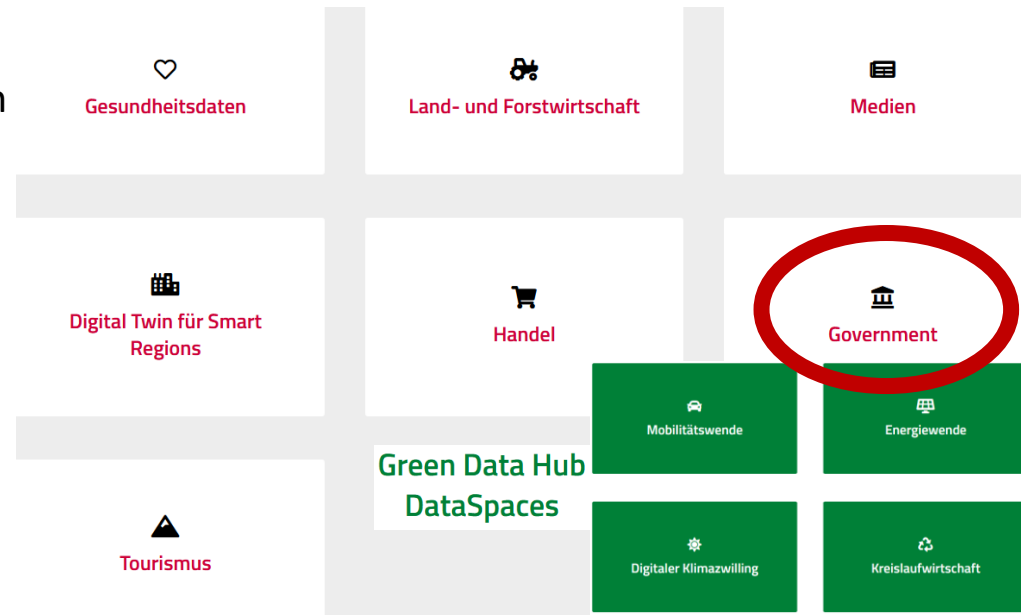 Gesundheitsdaten
Land- und Forstwirtschaft
Medien
Digital Twin für Smart
Regions
Handel
Government
Mobilitätswende
Energiewende
Green Data Hub
DataSpaces
Tourismus
Digitaler Klimazwilling
Kreislaufwirtschaft